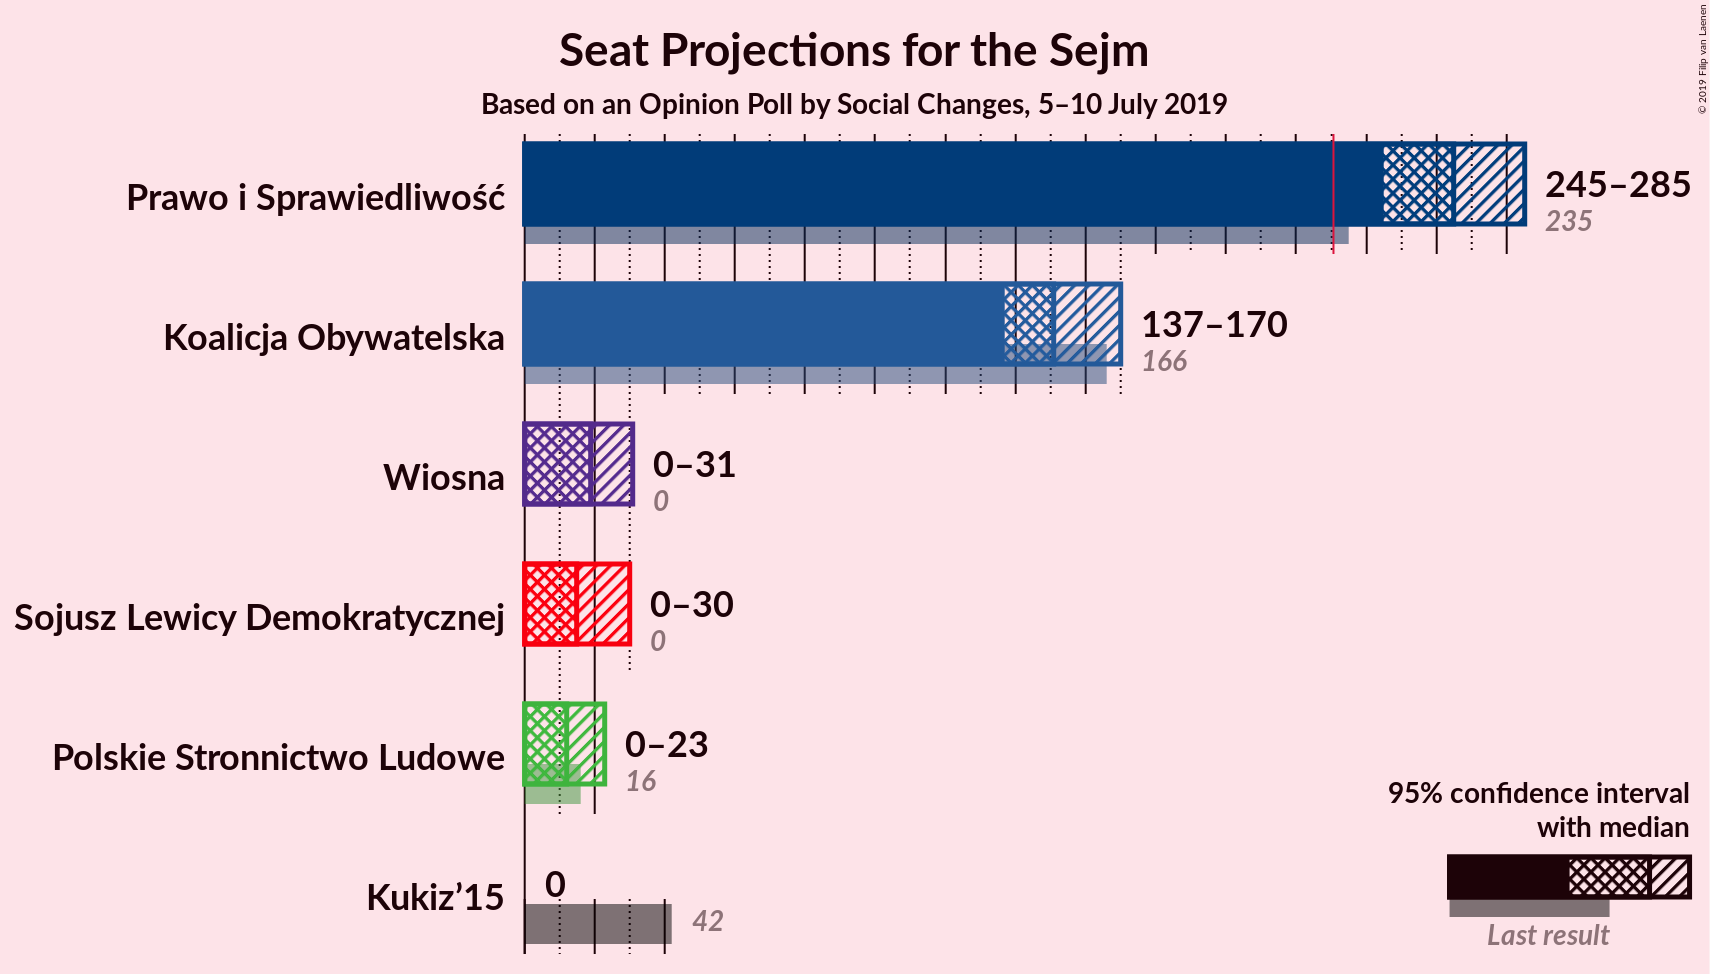 Seat Projections for the Sejm
Based on an Opinion Poll by Social Changes, 5–10 July 2019
© 2019 Filip van Laenen
Prawo i Sprawiedliwość
245–285
235
Koalicja Obywatelska
137–170
166
Wiosna
0–31
0
Sojusz Lewicy Demokratycznej
0–30
0
Polskie Stronnictwo Ludowe
0–23
16
Kukiz’15
0
42
95% confidence interval
with median
Last result